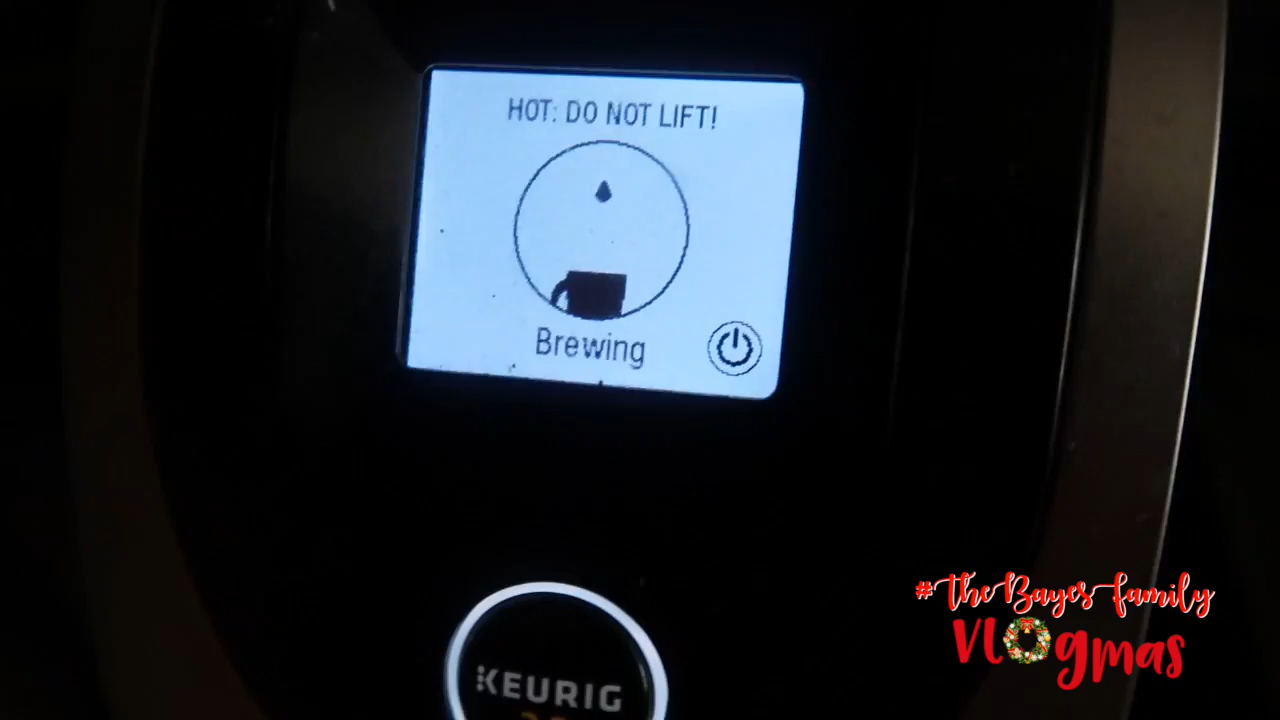 HOT: DO NOT LIFT!
Brewing
KEURIG
#theBayesfamily
Vlogmas